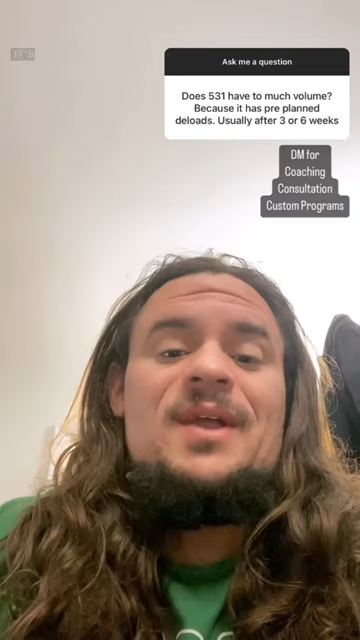 IT'S
Ask me a question
Does 531 have to much volume?
Because it has pre planned
deloads. Usually after 3 or 6 weeks
DM for
Coaching
Consultation
Custom Programs